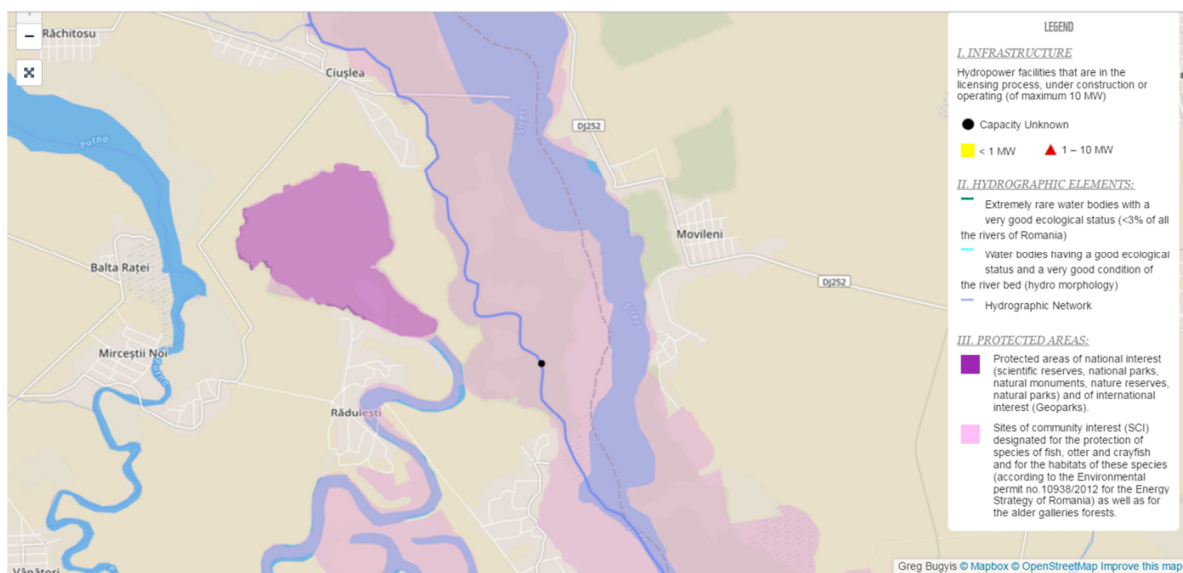 −
Răchitosu
Ciușlea
Putna
Siret
DJ252
Movileni
Balta Raței
DJ252
Siret
Mirceștii Noi
Putna
Rădulești
Vânători
LEGEND
I. INFRASTRUCTURE
Hydropower facilities that are in the
licensing process, under construction or
operating (of maximum 10 MW)
Capacity Unknown
< 1 MW
1 – 10 MW
II. HYDROGRAPHIC ELEMENTS:
Extremely rare water bodies with a
very good ecological status (<3% of all
the rivers of Romania)
Water bodies having a good ecological
status and a very good condition of
the river bed (hydro morphology)
Hydrographic Network
III. PROTECTED AREAS:
Protected areas of national interest
(scientific reserves, national parks,
natural monuments, nature reserves,
natural parks) and of international
interest (Geoparks).
Sites of community interest (SCI)
designated for the protection of
species of fish, otter and crayfish
and for the habitats of these species
(according to the Environmental
permit no.10938/2012 for the Energy
Strategy of Romania) as well as for
the alder galleries forests.
Greg Bugyis © Mapbox © OpenStreetMap Improve this map